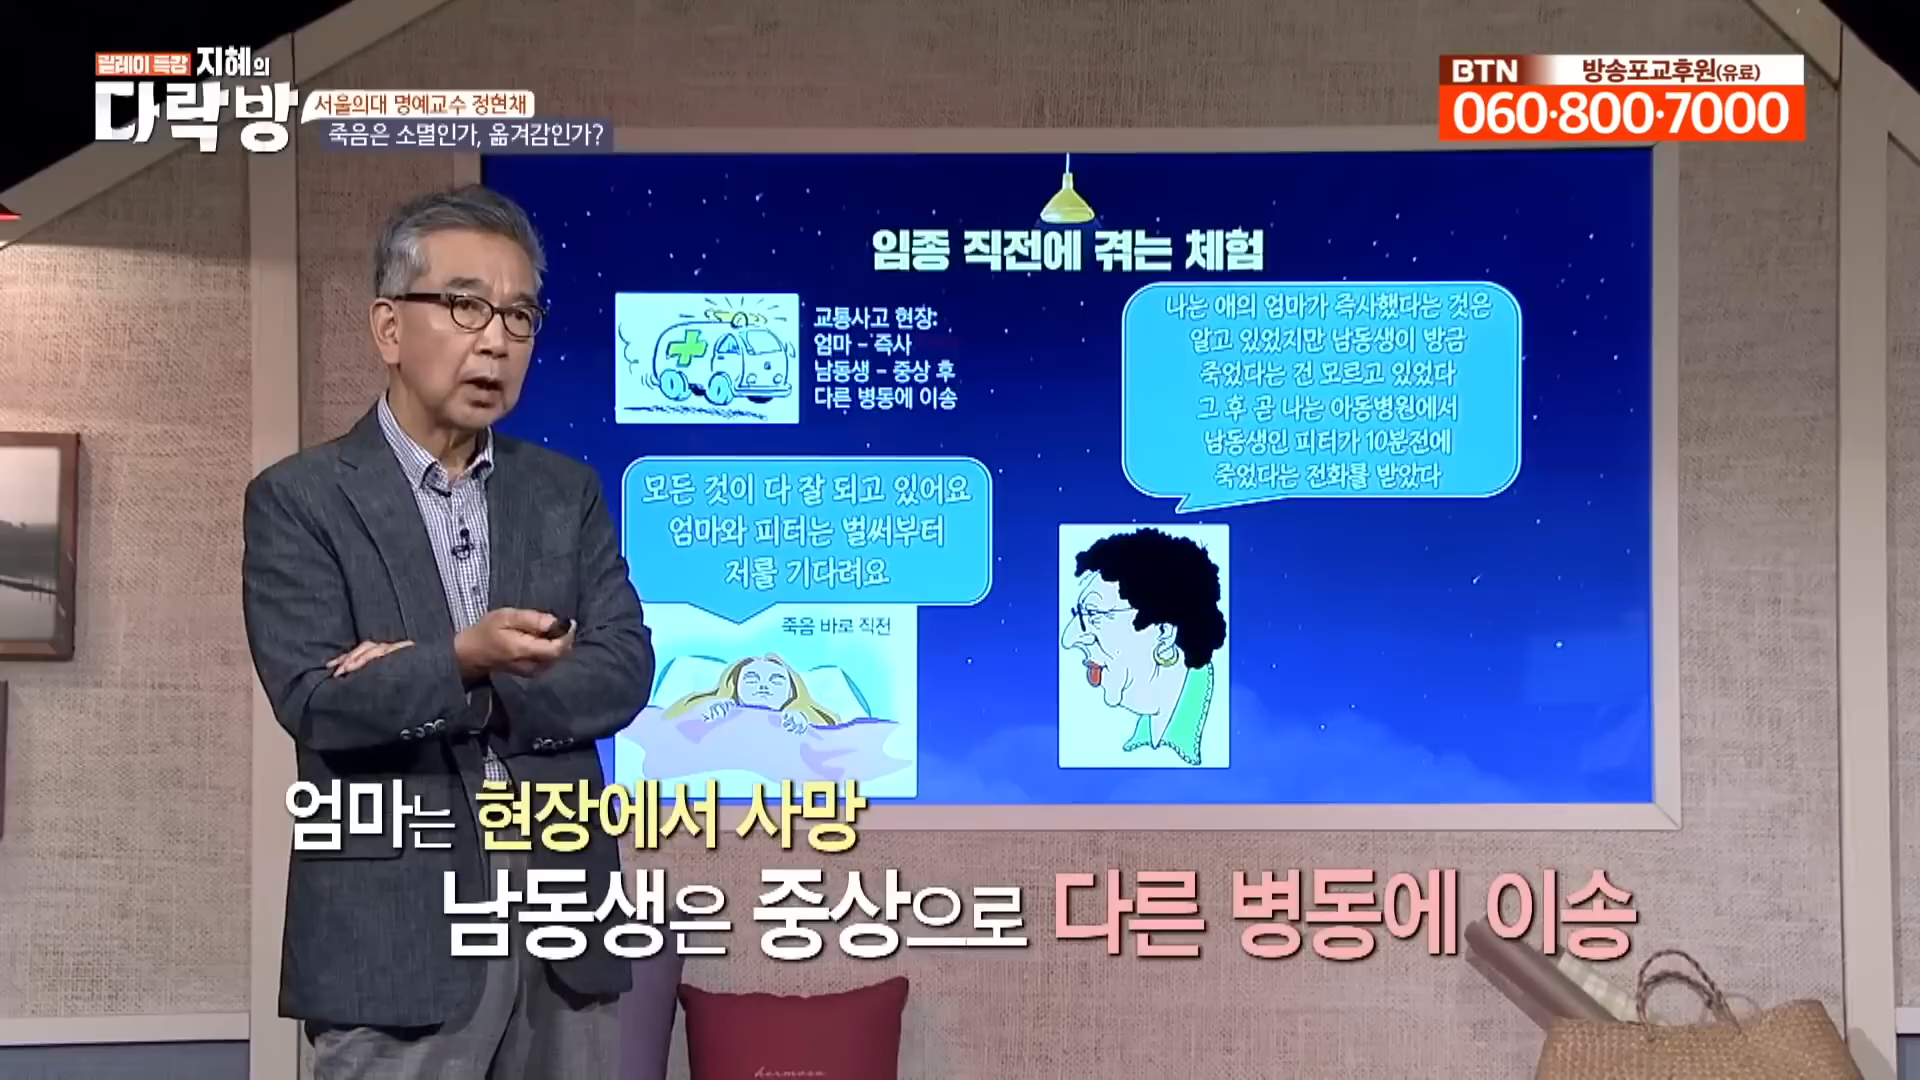 릴레이 특강 지혜의
다락방
서울의대 명예교수 정현채
죽음은 소멸인가, 옮겨감인가?
BTN 방송포교후원(유료)
060·800·7000
임종 직전에 겪는 체험
교통사고 현장:
엄마 – 즉사
남동생 – 중상 후
다른 병동에 이송
나는 애의 엄마가 즉사했다는 것은
알고 있었지만 남동생이 방금
죽었다는 건 모르고 있었다
그 후 곧 나는 아동병원에서
남동생인 피터가 10분전에
죽었다는 전화를 받았다
모든 것이 다 잘 되고 있어요
엄마와 피터는 벌써부터
저를 기다려요
죽음 바로 직전
엄마는 현장에서 사망
남동생은 중상으로 다른 병동에 이송
hermosa